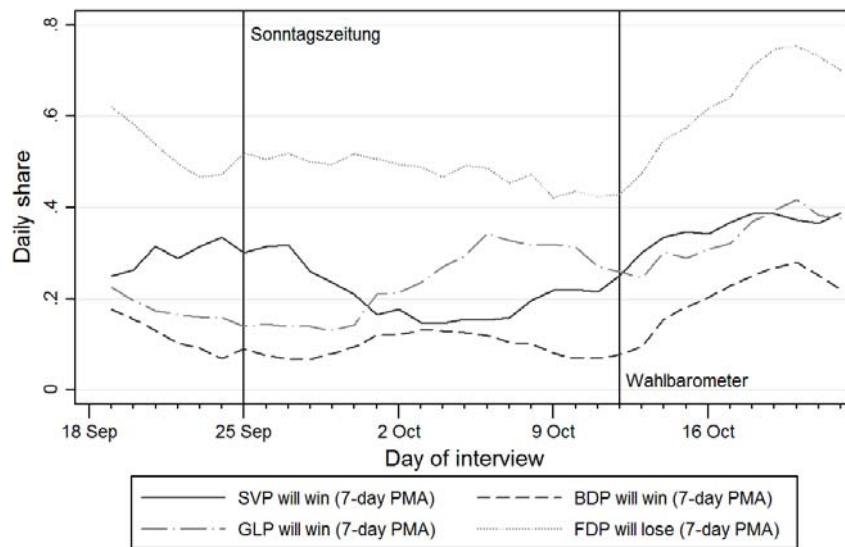 .8
Sonntagszeitung
.6
Daily share
.4
.2
Wahlbarometer
0
18 Sep 25 Sep 2 Oct 9 Oct 16 Oct
Day of interview
SVP will win (7-day PMA) BDP will win (7-day PMA)
GLP will win (7-day PMA) FDP will lose (7-day PMA)